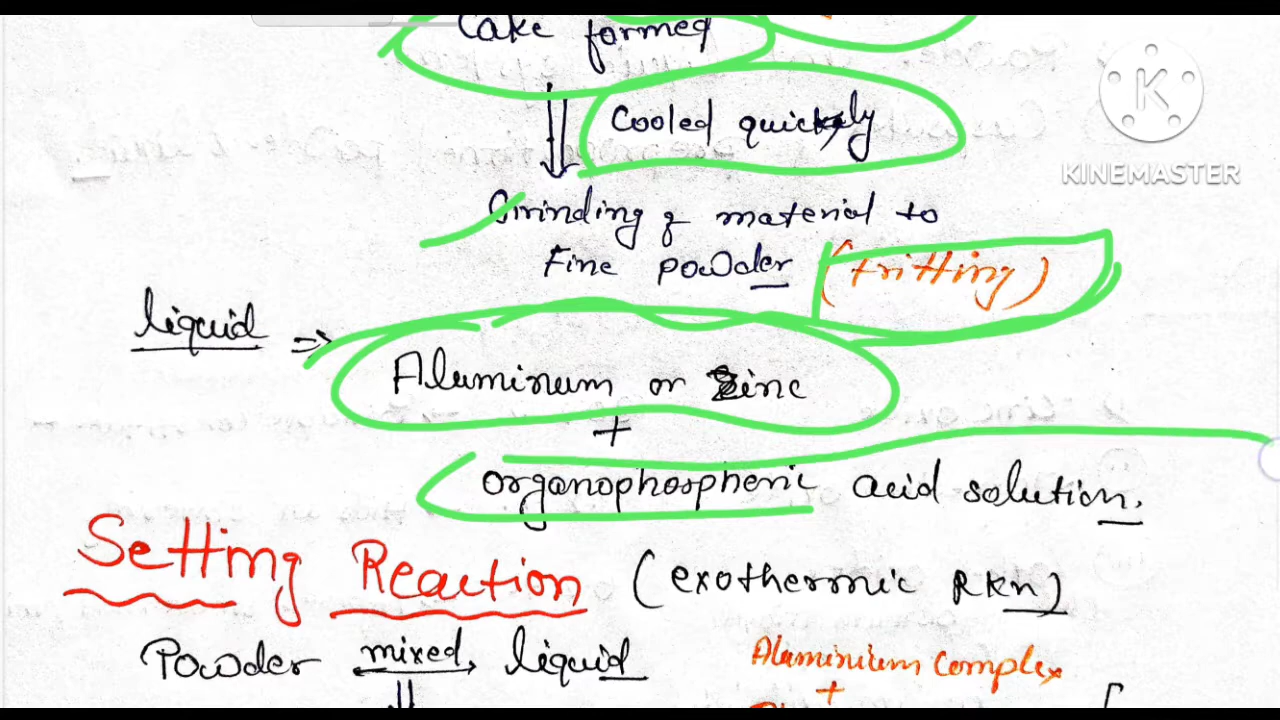 Cake formed
Cooled quickly
Grinding of material to
Fine powder (fritting)
liquid ⇒
Aluminum or Zinc
+
organophospheric acid solution.
Setting Reaction (exothermic RKn)
Powder mixed, liquid
Aluminium Complex
+
K
KINEMASTER